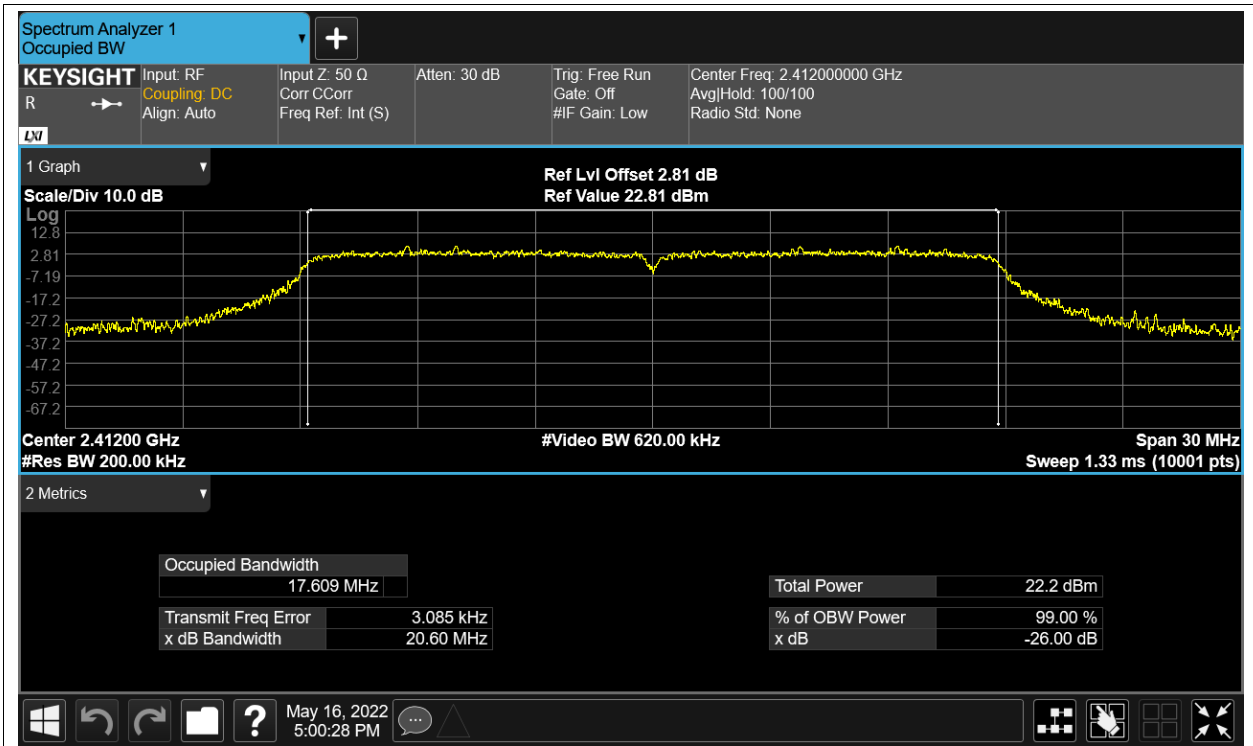 Spectrum Analyzer 1
Occupied BW
KEYSIGHT
R
LXI
Input: RF
Coupling: DC
Align: Auto
Input Z: 50 Ω
Corr CCorr
Freq Ref: Int (S)
Atten: 30 dB
Trig: Free Run
Gate: Off
#IF Gain: Low
Center Freq: 2.412000000 GHz
Avg|Hold: 100/100
Radio Std: None
1 Graph
Scale/Div 10.0 dB
Ref Lvl Offset 2.81 dB
Ref Value 22.81 dBm
Log
12.8
2.81
-7.19
-17.2
-27.2
-37.2
-47.2
-57.2
-67.2
Center 2.41200 GHz
#Res BW 200.00 kHz
#Video BW 620.00 kHz
Span 30 MHz
Sweep 1.33 ms (10001 pts)
2 Metrics
Occupied Bandwidth
17.609 MHz
Transmit Freq Error 3.085 kHz
x dB Bandwidth 20.60 MHz
Total Power 22.2 dBm
% of OBW Power 99.00 %
x dB -26.00 dB
?
May 16, 2022
5:00:28 PM